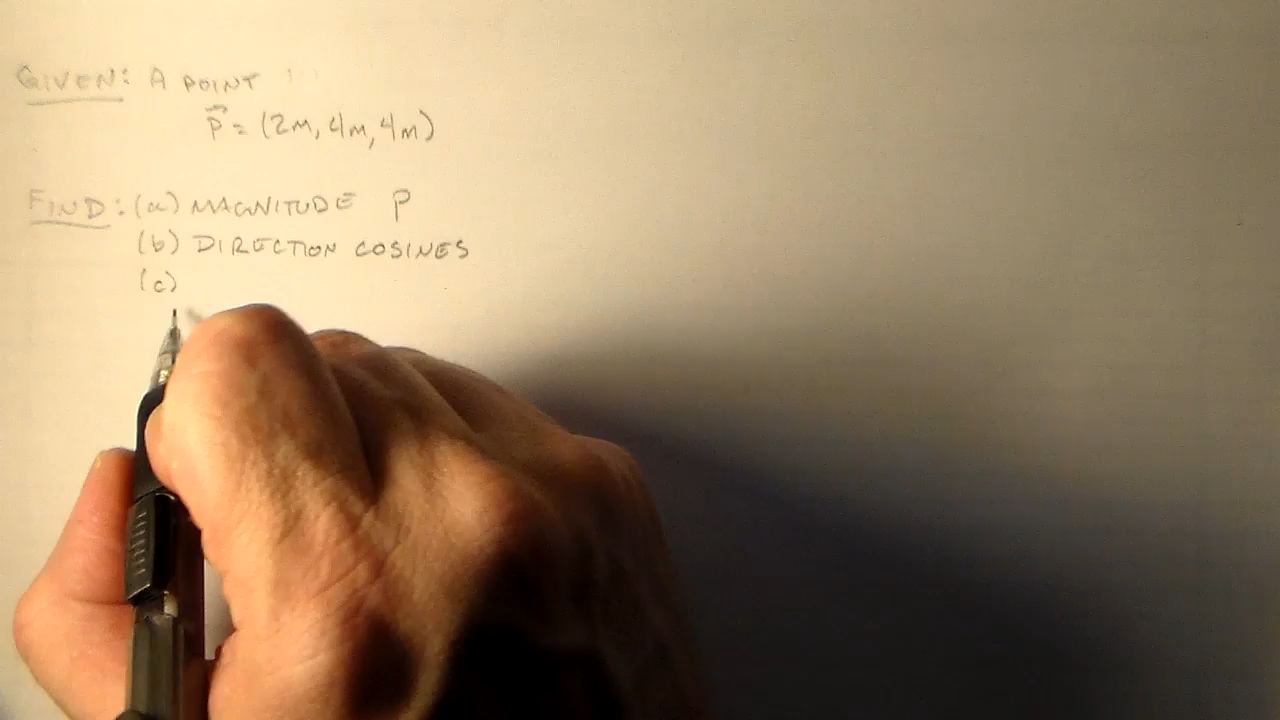 GIVEN: A POINT
p⃗ = (2m, 4m, 4m)
FIND: (a) MAGNITUDE P
(b) DIRECTION COSINES
(c)